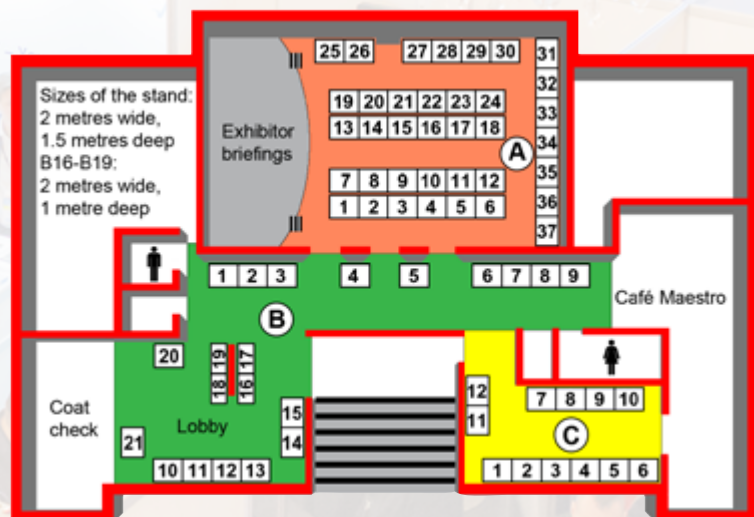 Sizes of the stand:
2 metres wide,
1.5 metres deep
B16-B19:
2 metres wide,
1 metre deep
Exhibitor
briefings
25 26 27 28 29 30
31
32
33
34
35
36
37
19 20 21 22 23 24
13 14 15 16 17 18
A
7 8 9 10 11 12
1 2 3 4 5 6
1 2 3 4 5 6 7 8 9
Café Maestro
B
20
19 17
18 16
Coat
check
Lobby
15
14
21
10 11 12 13
12
11
7 8 9 10
C
1 2 3 4 5 6